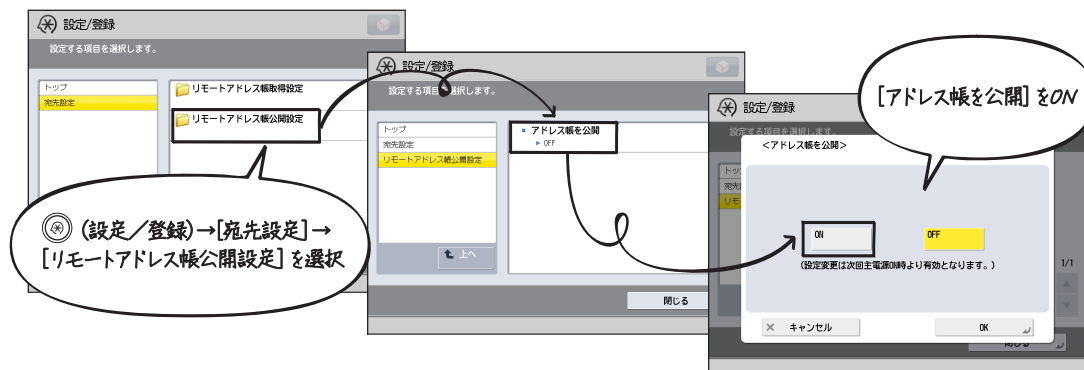 設定/登録
設定する項目を選択します。
トップ
宛先設定
リモートアドレス帳取得設定
リモートアドレス帳公開設定
(設定／登録)→[宛先設定]→
[リモートアドレス帳公開設定]を選択
設定/登録
設定する項目 選択します。
トップ
宛先設定
リモートアドレス帳公開設定
アドレス帳を公開
OFF
上へ
閉じる
設定/登録
設定する項目を選択します。
[アドレス帳を公開]をON
<アドレス帳を公開>
トッ
宛先
リモ
ON
OFF
(設定変更は次回主電源ON時より有効となります。)
1/1
キャンセル
OK
閉じる